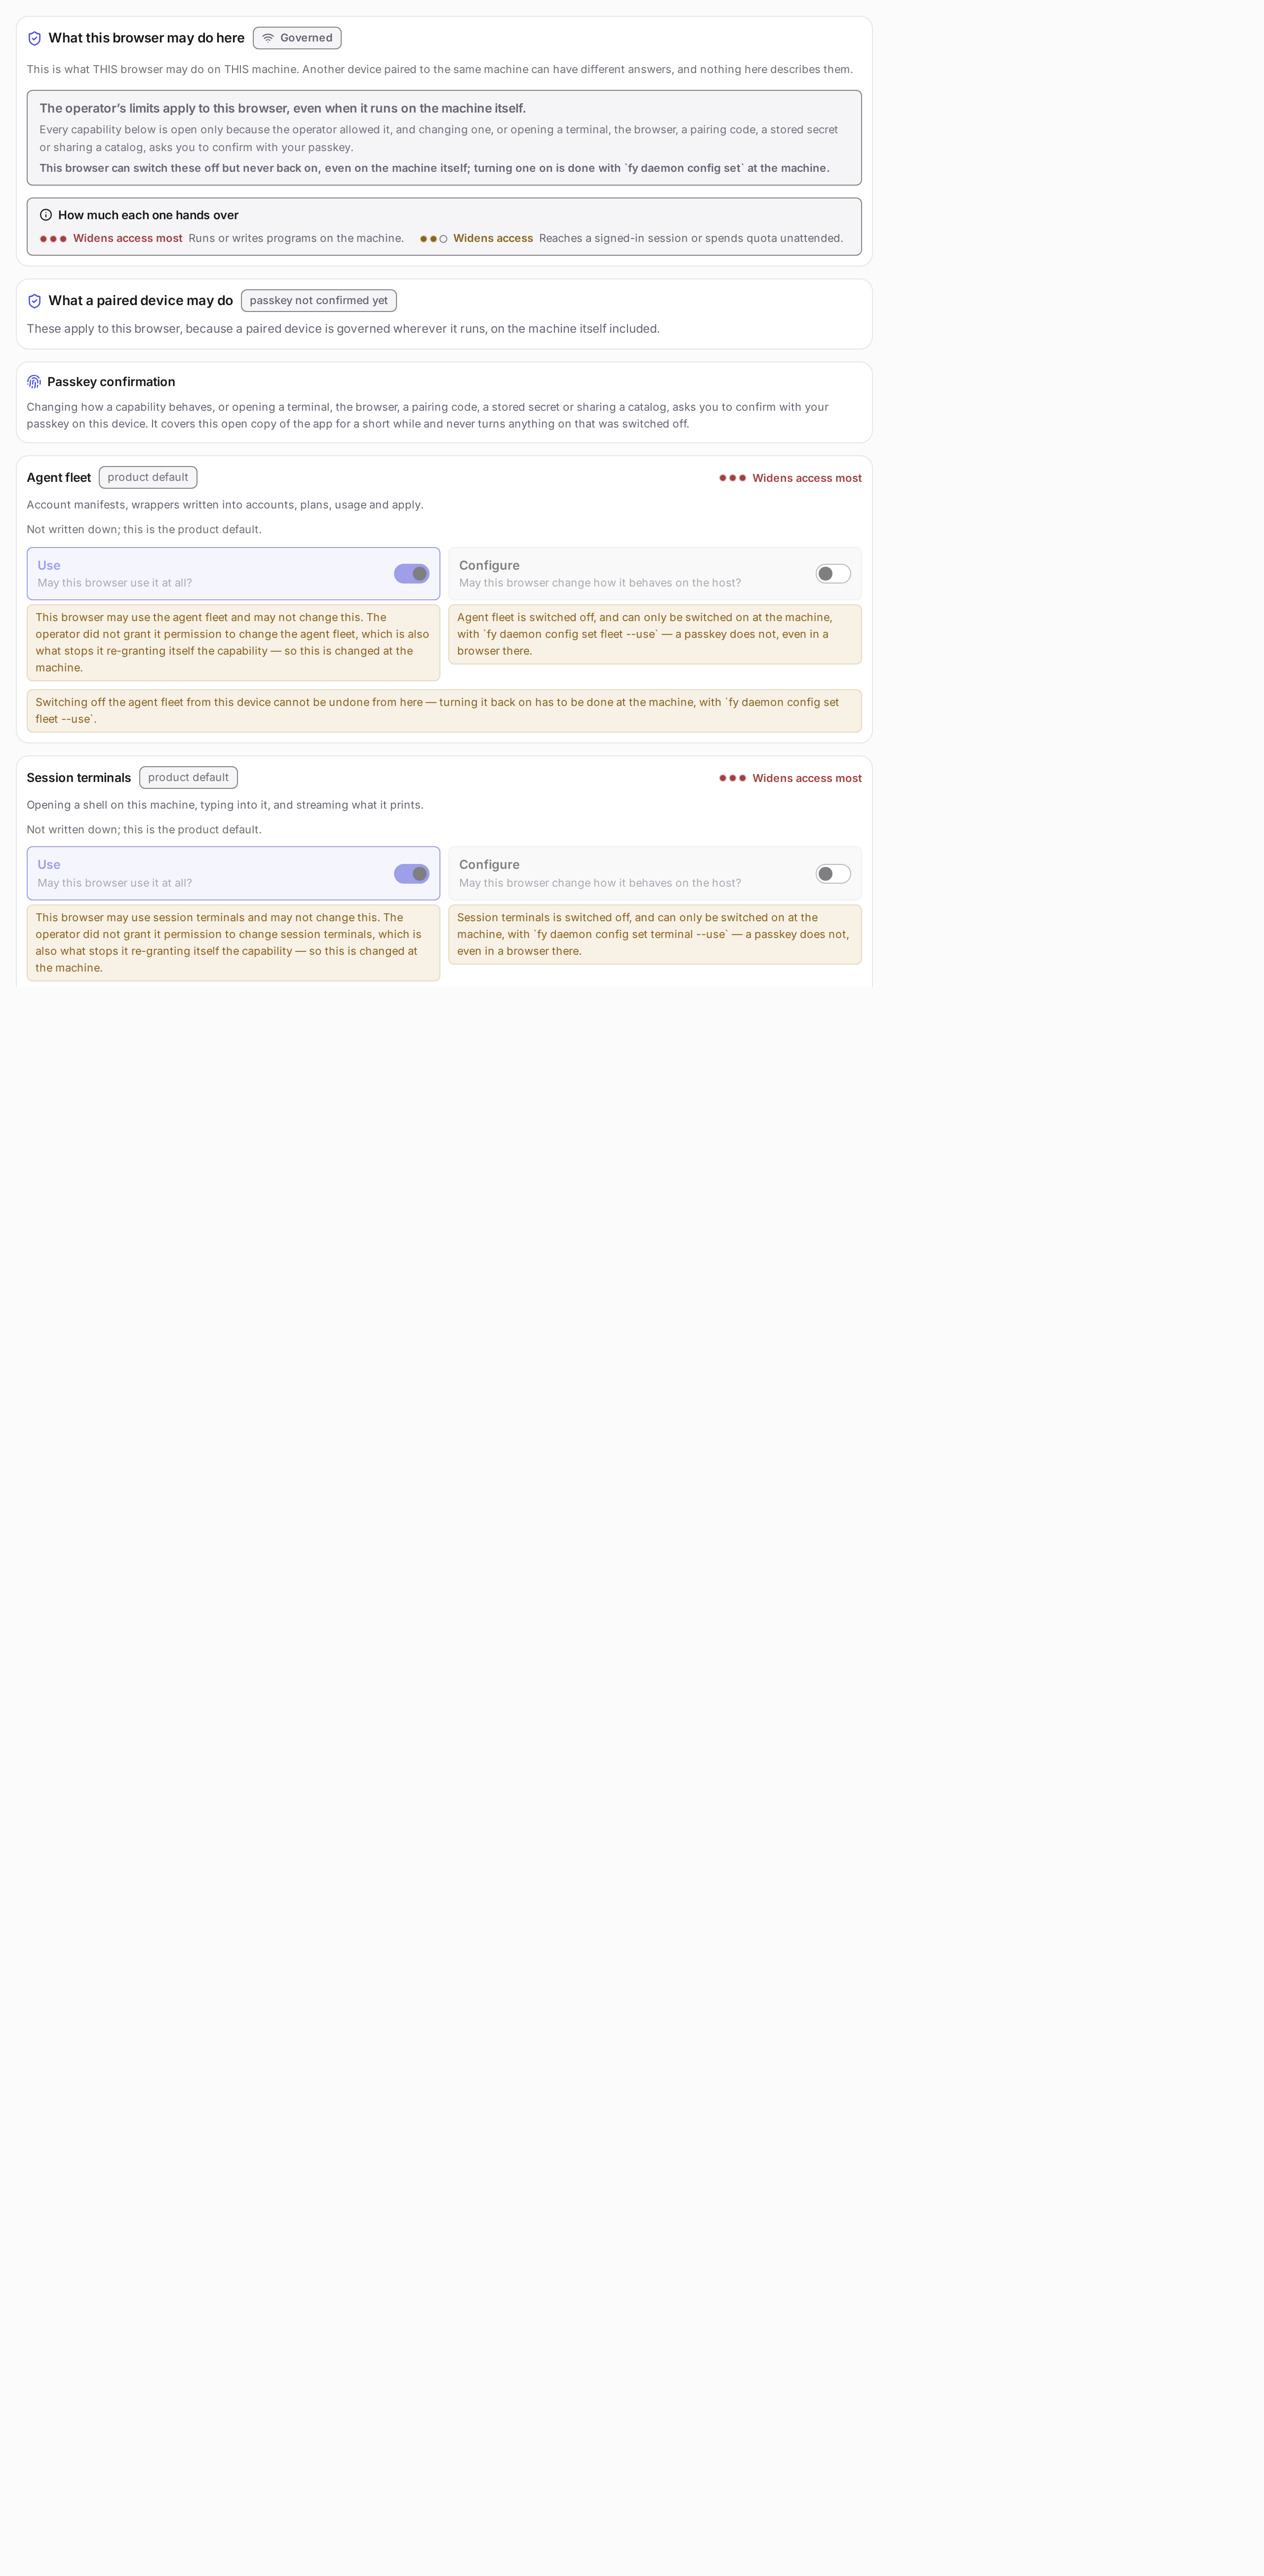 What this browser may do here Governed
This is what THIS browser may do on THIS machine. Another device paired to the same machine can have different answers, and nothing here describes them.
The operator’s limits apply to this browser, even when it runs on the machine itself.
Every capability below is open only because the operator allowed it, and changing one, or opening a terminal, the browser, a pairing code, a stored secret
or sharing a catalog, asks you to confirm with your passkey.
This browser can switch these off but never back on, even on the machine itself; turning one on is done with `fy daemon config set` at the machine.
How much each one hands over
Widens access most Runs or writes programs on the machine. Widens access Reaches a signed-in session or spends quota unattended.
What a paired device may do passkey not confirmed yet
These apply to this browser, because a paired device is governed wherever it runs, on the machine itself included.
Passkey confirmation
Changing how a capability behaves, or opening a terminal, the browser, a pairing code, a stored secret or sharing a catalog, asks you to confirm with your
passkey on this device. It covers this open copy of the app for a short while and never turns anything on that was switched off.
Agent fleet product default Widens access most
Account manifests, wrappers written into accounts, plans, usage and apply.
Not written down; this is the product default.
Use
May this browser use it at all?
Configure
May this browser change how it behaves on the host?
This browser may use the agent fleet and may not change this. The
operator did not grant it permission to change the agent fleet, which is also
what stops it re-granting itself the capability — so this is changed at the
machine.
Agent fleet is switched off, and can only be switched on at the machine,
with `fy daemon config set fleet --use` — a passkey does not, even in a
browser there.
Switching off the agent fleet from this device cannot be undone from here — turning it back on has to be done at the machine, with `fy daemon config set
fleet --use`.
Session terminals product default Widens access most
Opening a shell on this machine, typing into it, and streaming what it prints.
Not written down; this is the product default.
Use
May this browser use it at all?
Configure
May this browser change how it behaves on the host?
This browser may use session terminals and may not change this. The
operator did not grant it permission to change session terminals, which is
also what stops it re-granting itself the capability — so this is changed at
the machine.
Session terminals is switched off, and can only be switched on at the
machine, with `fy daemon config set terminal --use` — a passkey does not,
even in a browser there.